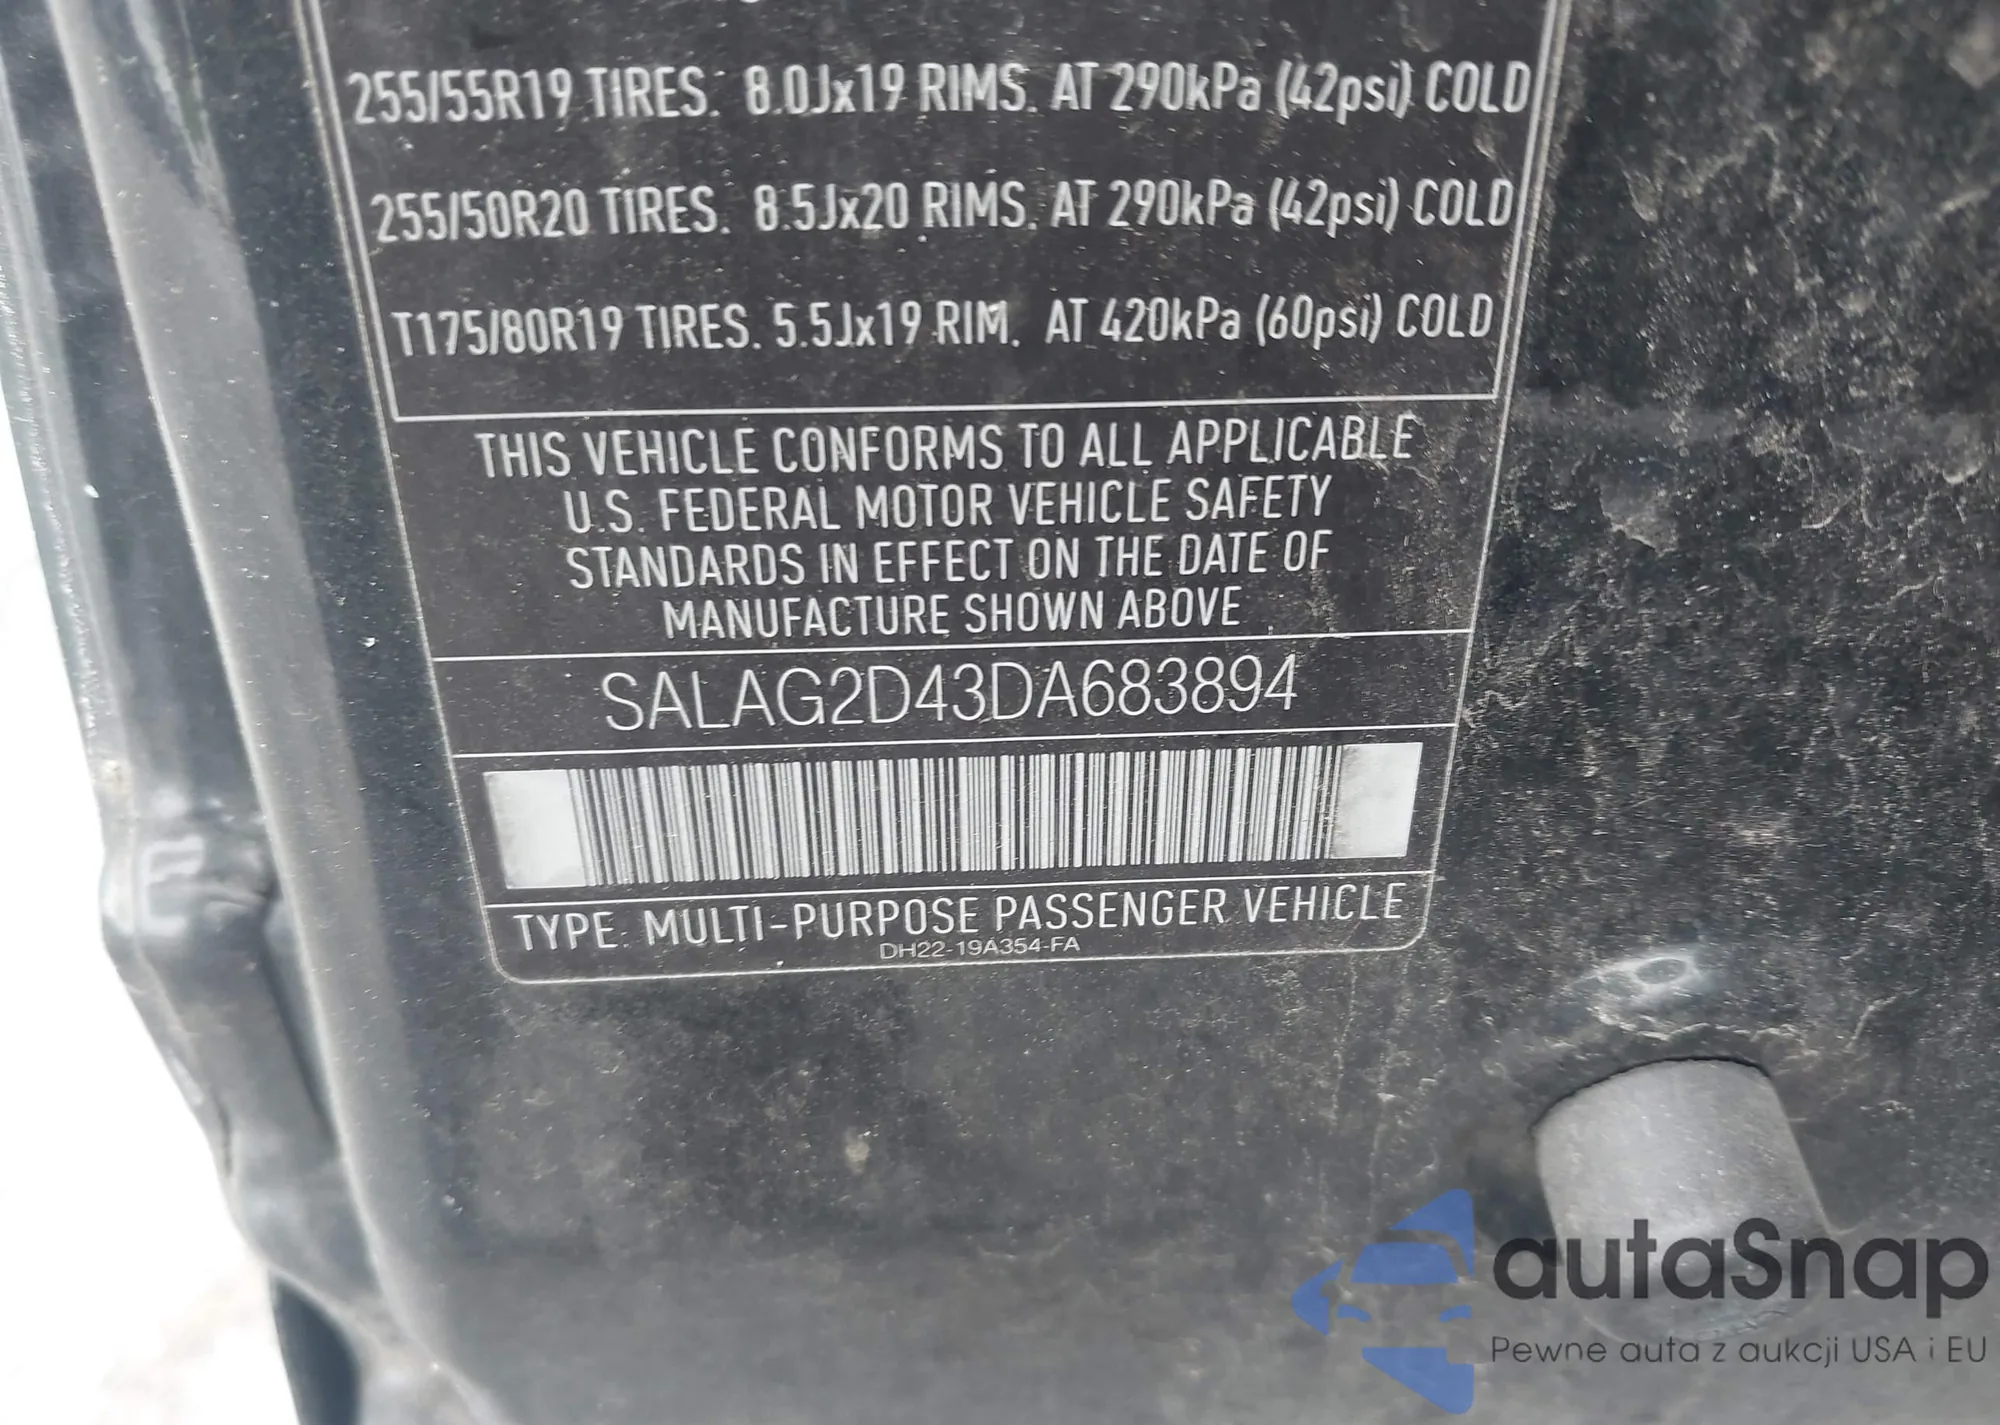 255/55R19 TIRES. 8.0Jx19 RIMS. AT 290kPa (42psi) COLD
255/50R20 TIRES. 8.5Jx20 RIMS. AT 290kPa (42psi) COLD
T175/80R19 TIRES. 5.5Jx19 RIM. AT 420kPa (60psi) COLD
THIS VEHICLE CONFORMS TO ALL APPLICABLE
U.S. FEDERAL MOTOR VEHICLE SAFETY
STANDARDS IN EFFECT ON THE DATE OF
MANUFACTURE SHOWN ABOVE
SALAG2D43DA683894
TYPE: MULTI-PURPOSE PASSENGER VEHICLE
DH22-19A354-FA
autaSnap
Pewne auta z aukcji USA i EU